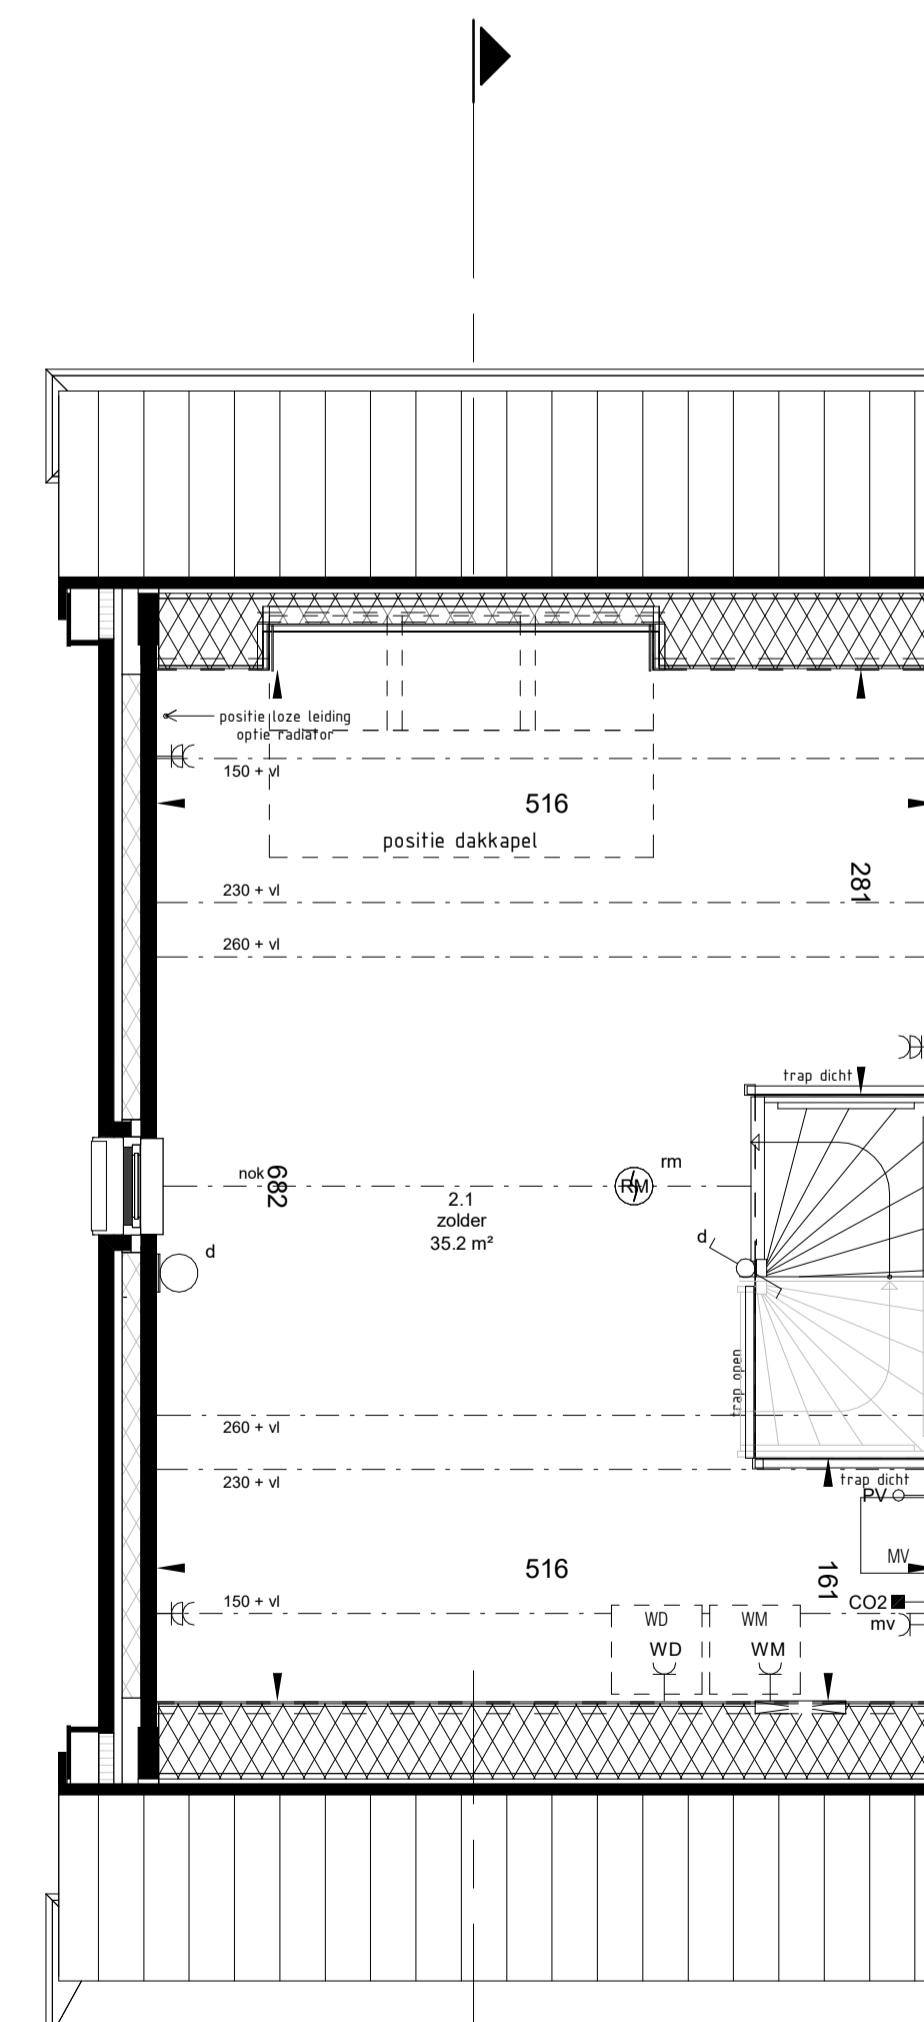 positie loze leiding
optie radiator
150 + vl
516
positie dakkapel
281
230 + vl
260 + vl
trap dicht
nok
682
RM
rm
2.1
zolder
35.2 m²
d
d
trap open
260 + vl
230 + vl
trap dicht
PV
MV
516
161
150 + vl
CO2
mv
WD
WM
WD
WM